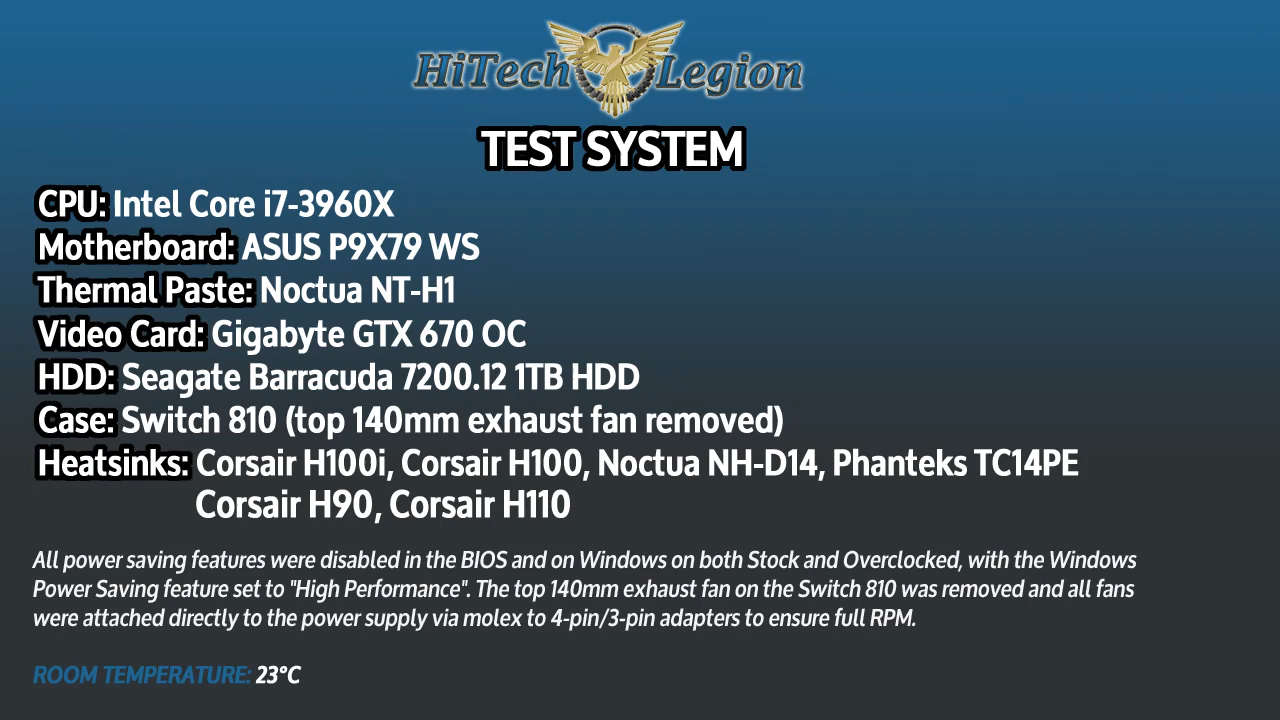 HiTech Legion
TEST SYSTEM
CPU: Intel Core i7-3960X
Motherboard: ASUS P9X79 WS
Thermal Paste: Noctua NT-H1
Video Card: Gigabyte GTX 670 OC
HDD: Seagate Barracuda 7200.12 1TB HDD
Case: Switch 810 (top 140mm exhaust fan removed)
Heatsinks: Corsair H100i, Corsair H100, Noctua NH-D14, Phanteks TC14PE
Corsair H90, Corsair H110
All power saving features were disabled in the BIOS and on Windows on both Stock and Overclocked, with the Windows
Power Saving feature set to "High Performance". The top 140mm exhaust fan on the Switch 810 was removed and all fans
were attached directly to the power supply via molex to 4-pin/3-pin adapters to ensure full RPM.
ROOM TEMPERATURE: 23°C